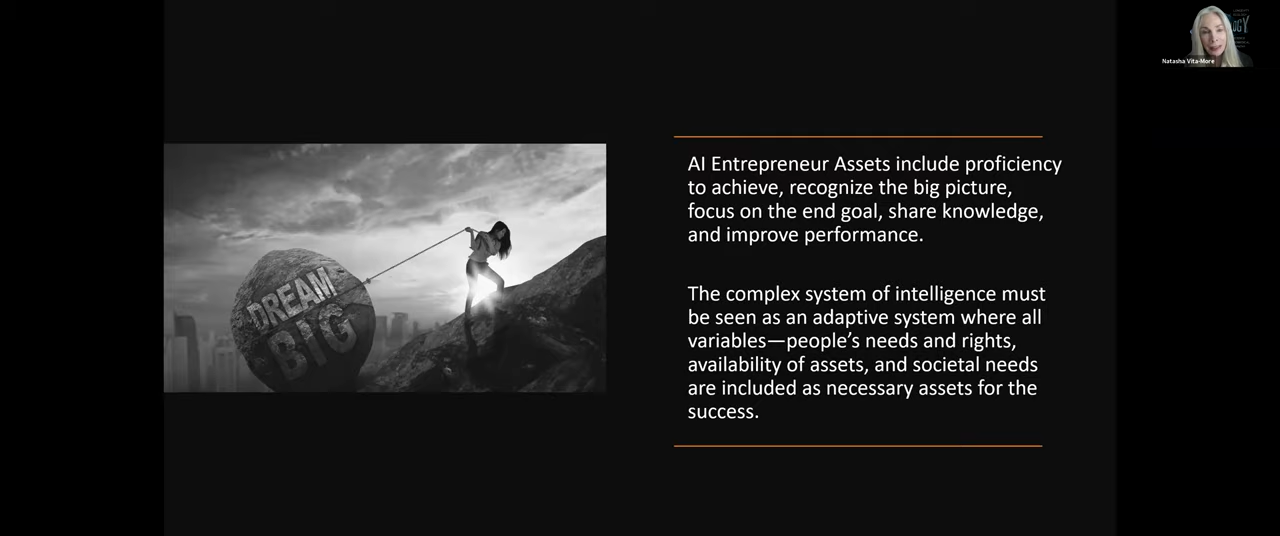 DREAM
BIG
AI Entrepreneur Assets include proficiency
to achieve, recognize the big picture,
focus on the end goal, share knowledge,
and improve performance.
The complex system of intelligence must
be seen as an adaptive system where all
variables—people's needs and rights,
availability of assets, and societal needs
are included as necessary assets for the
success.
Natasha Vita-More